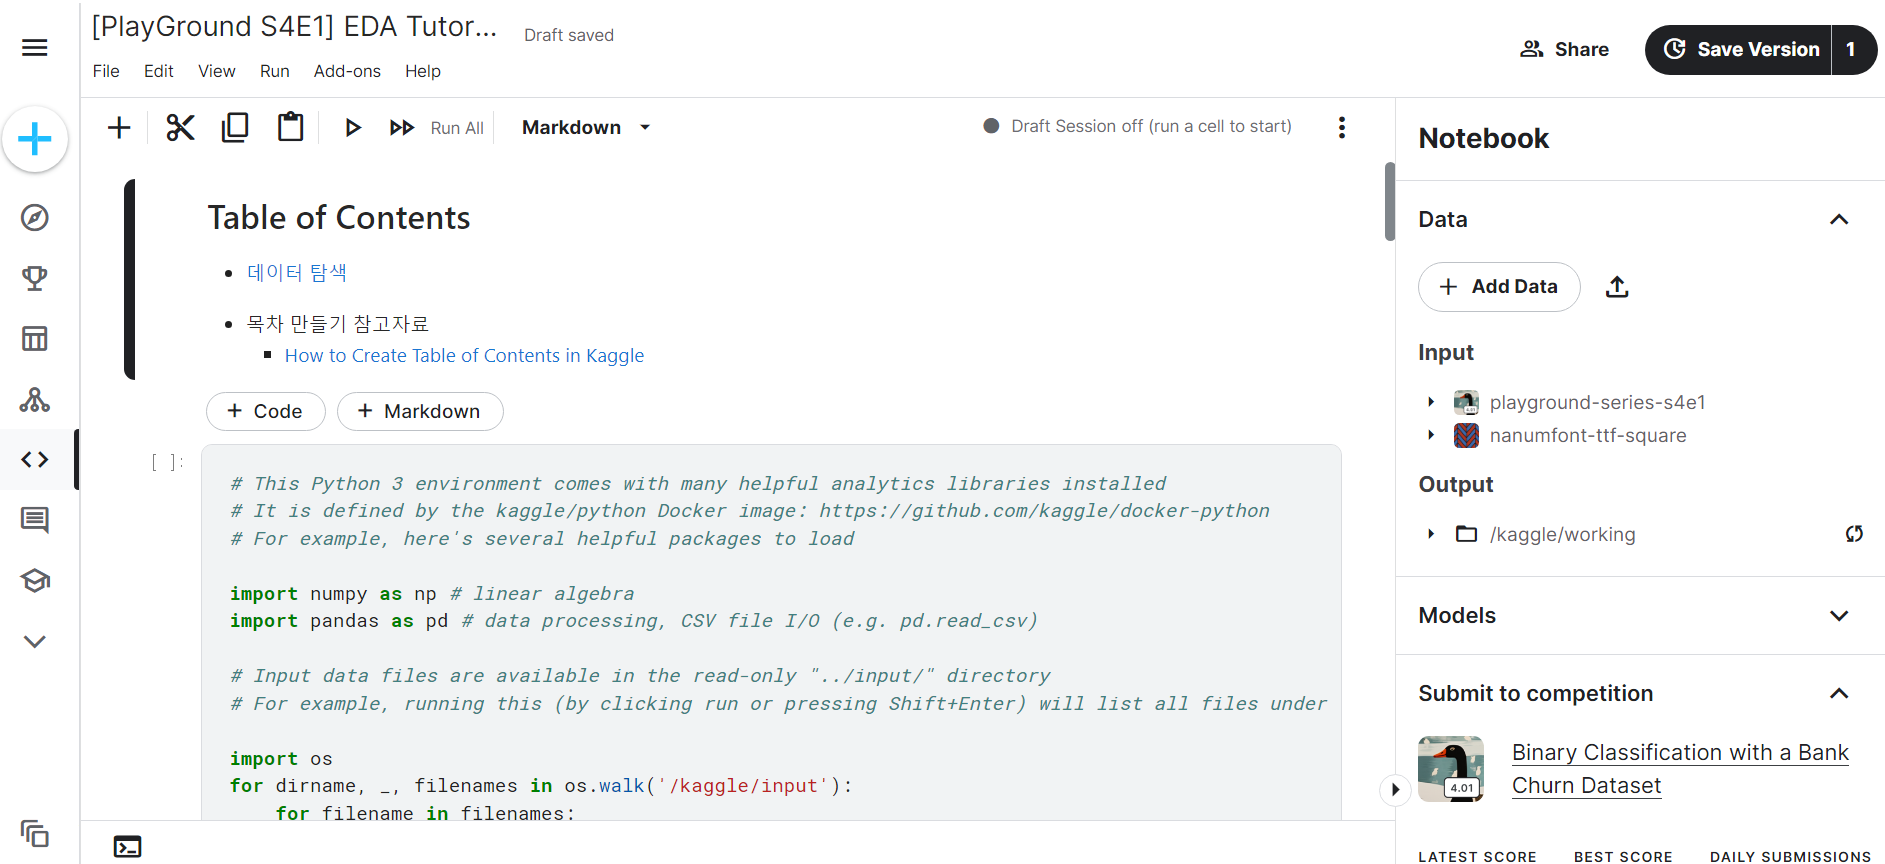 [PlayGround S4E1] EDA Tutor...
Draft saved
File Edit View Run Add-ons Help
Share
Save Version 1
Run All
Markdown
Draft Session off (run a cell to start)
Table of Contents
데이터 탐색
목차 만들기 참고자료
How to Create Table of Contents in Kaggle
+ Code + Markdown
[ ]:
# This Python 3 environment comes with many helpful analytics libraries installed
# It is defined by the kaggle/python Docker image: https://github.com/kaggle/docker-python
# For example, here's several helpful packages to load
import numpy as np # linear algebra
import pandas as pd # data processing, CSV file I/O (e.g. pd.read_csv)
# Input data files are available in the read-only "../input/" directory
# For example, running this (by clicking run or pressing Shift+Enter) will list all files under
import os
for dirname, _, filenames in os.walk('/kaggle/input'):
    for filename in filenames:
Notebook
Data
+ Add Data
Input
playground-series-s4e1
nanumfont-ttf-square
Output
/kaggle/working
Models
Submit to competition
Binary Classification with a Bank
Churn Dataset
4.01
LATEST SCORE BEST SCORE DAILY SUBMISSIONS